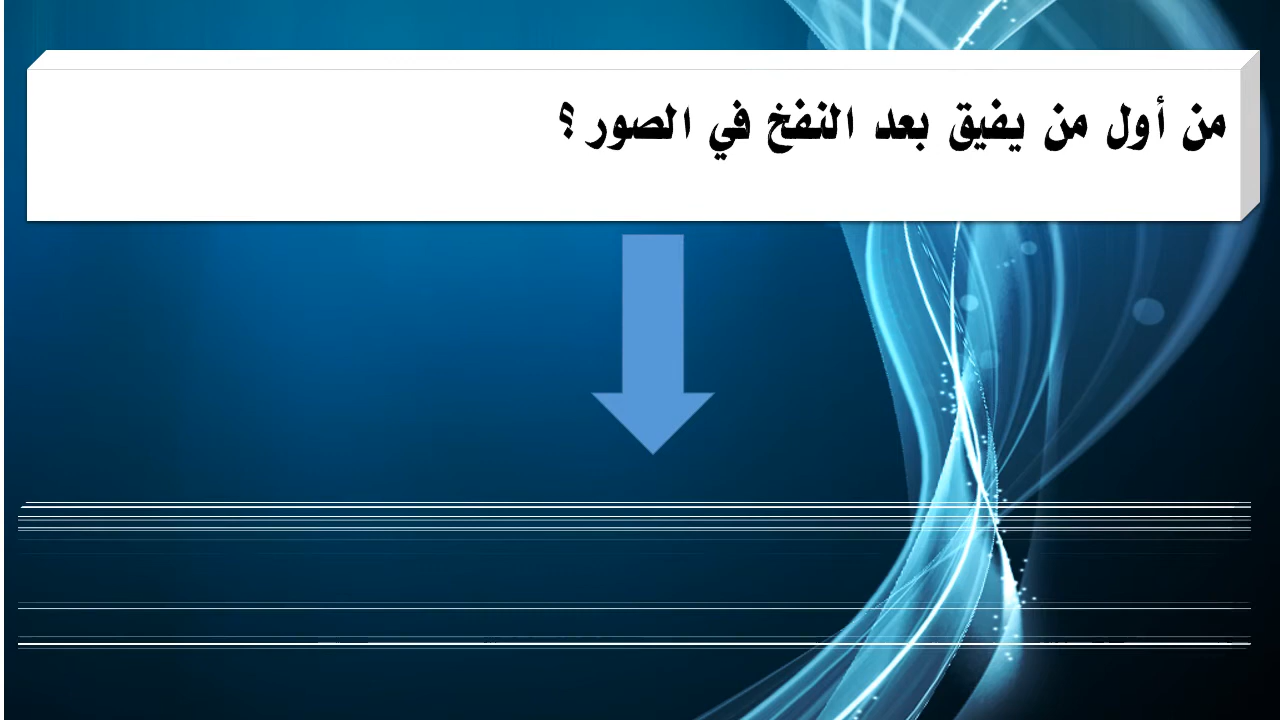 من أول من يفيق بعد النفخ في الصور ؟